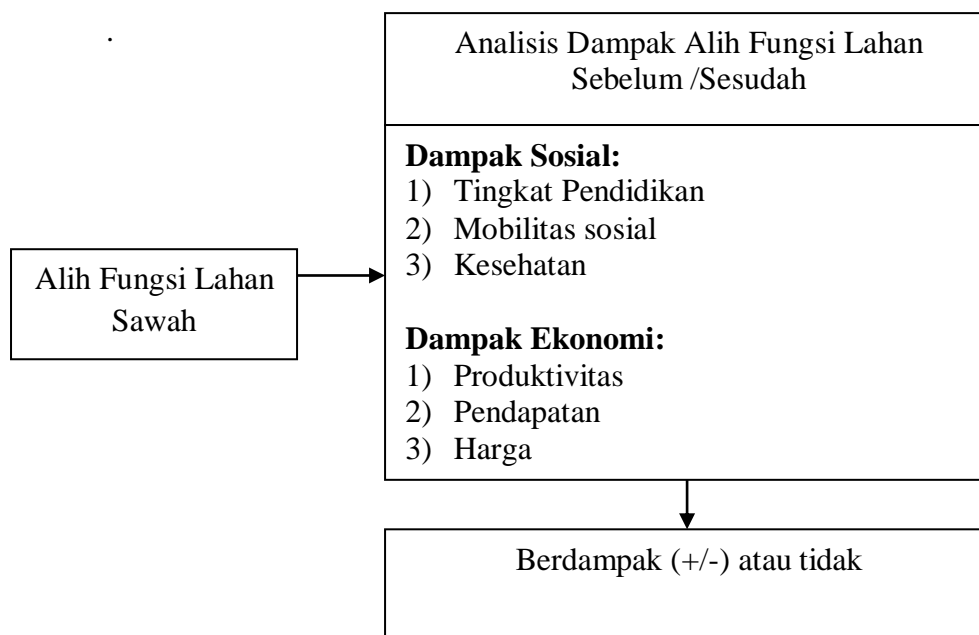 .
Analisis Dampak Alih Fungsi Lahan
Sebelum /Sesudah
Dampak Sosial:
1) Tingkat Pendidikan
2) Mobilitas sosial
3) Kesehatan
Alih Fungsi Lahan
Sawah
Dampak Ekonomi:
1) Produktivitas
2) Pendapatan
3) Harga
Berdampak (+/-) atau tidak